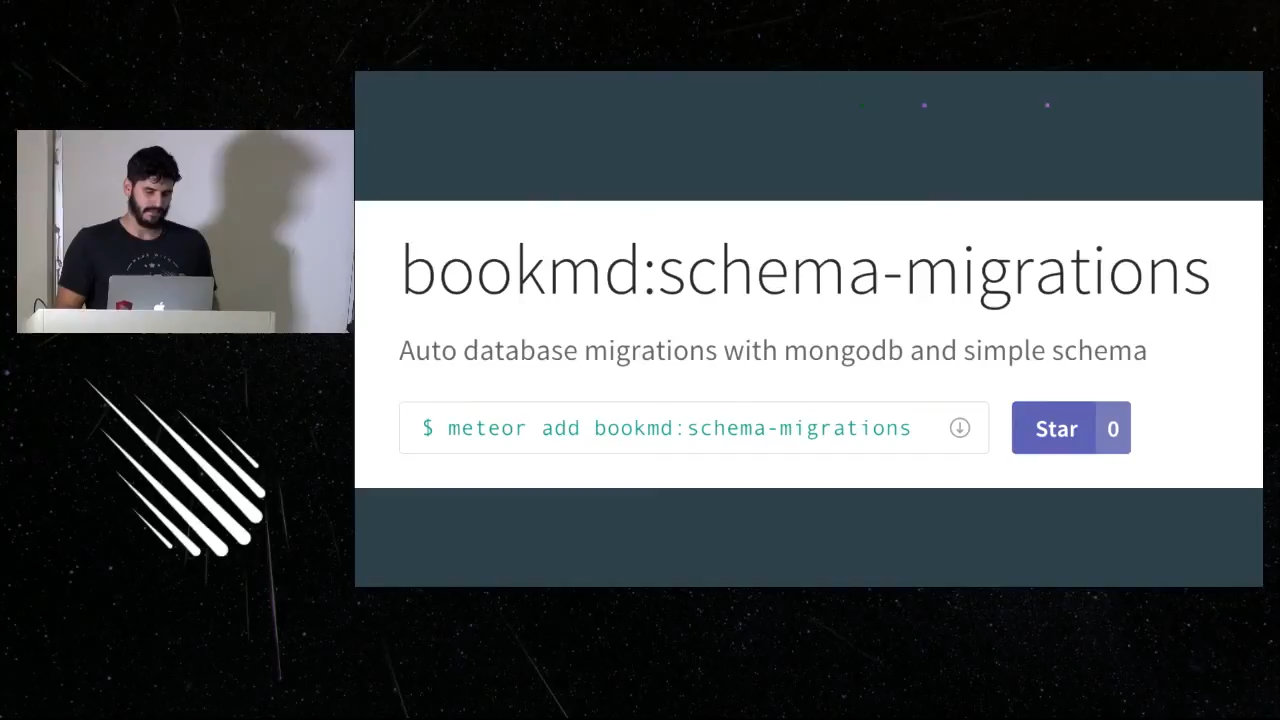 bookmd:schema-migrations
Auto database migrations with mongodb and simple schema
$ meteor add bookmd:schema-migrations
Star 0